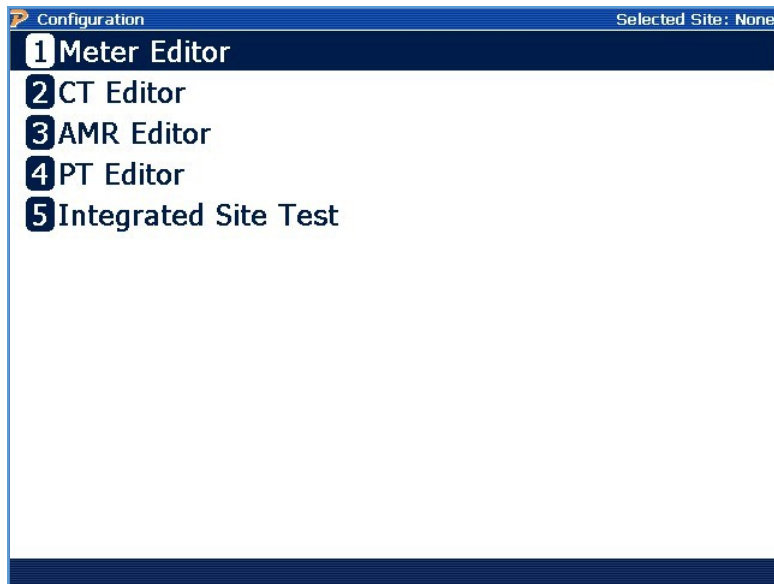 P Configuration Selected Site: None
1 Meter Editor
2 CT Editor
3 AMR Editor
4 PT Editor
5 Integrated Site Test